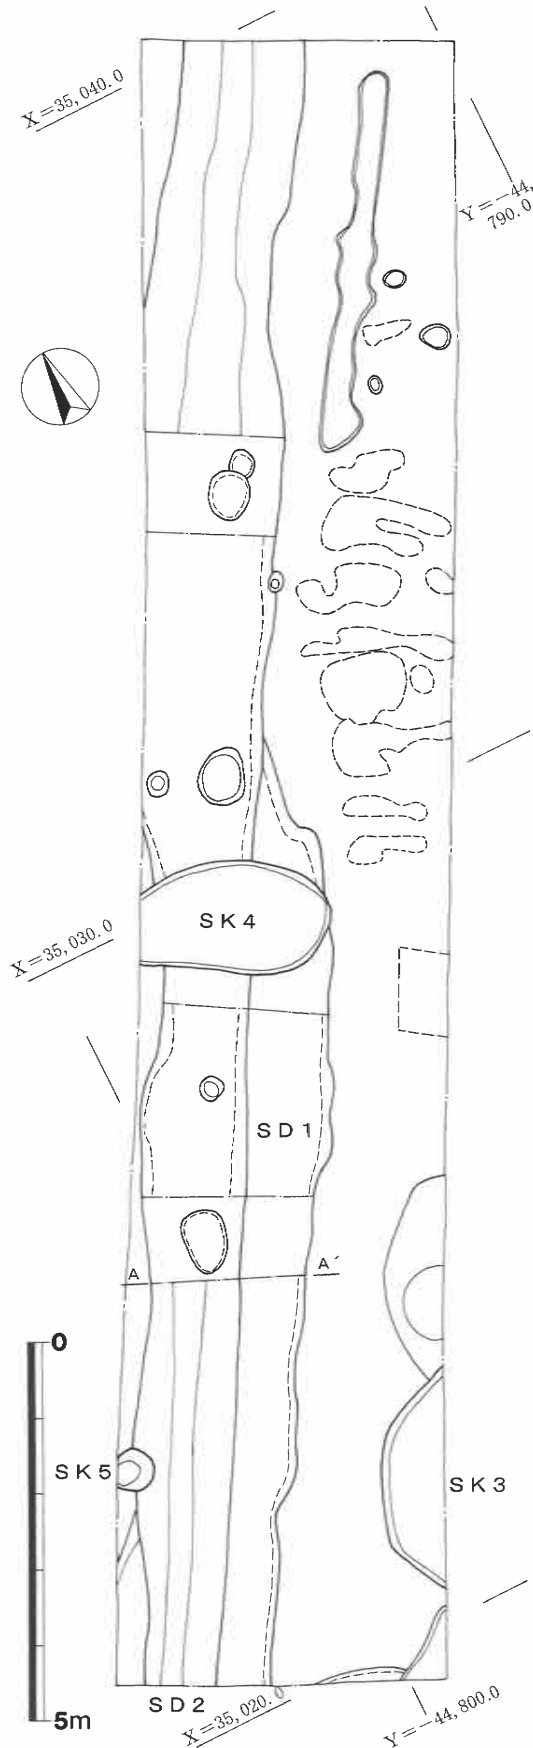 X=35,040.0
Y=-44,
790.0
SK4
X=35,030.0
SD1
A
A´
0
SK5
SK3
SD2
5m
X=35,020.0
Y=-44,800.0